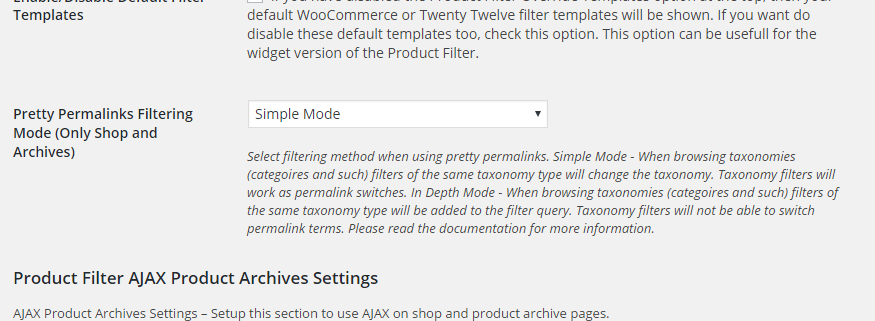 Enable/Disable Default Filter
Templates
If you have disabled the Product Filter Override Templates option at the top, then your
default WooCommerce or Twenty Twelve filter templates will be shown. If you want do
disable these default templates too, check this option. This option can be usefull for the
widget version of the Product Filter.
Pretty Permalinks Filtering
Mode (Only Shop and
Archives)
Simple Mode
Select filtering method when using pretty permalinks. Simple Mode - When browsing taxonomies
(categoires and such) filters of the same taxonomy type will change the taxonomy. Taxonomy filters will
work as permalink switches. In Depth Mode - When browsing taxonomies (categoires and such) filters of
the same taxonomy type will be added to the filter query. Taxonomy filters will not be able to switch
permalink terms. Please read the documentation for more information.
Product Filter AJAX Product Archives Settings
AJAX Product Archives Settings – Setup this section to use AJAX on shop and product archive pages.